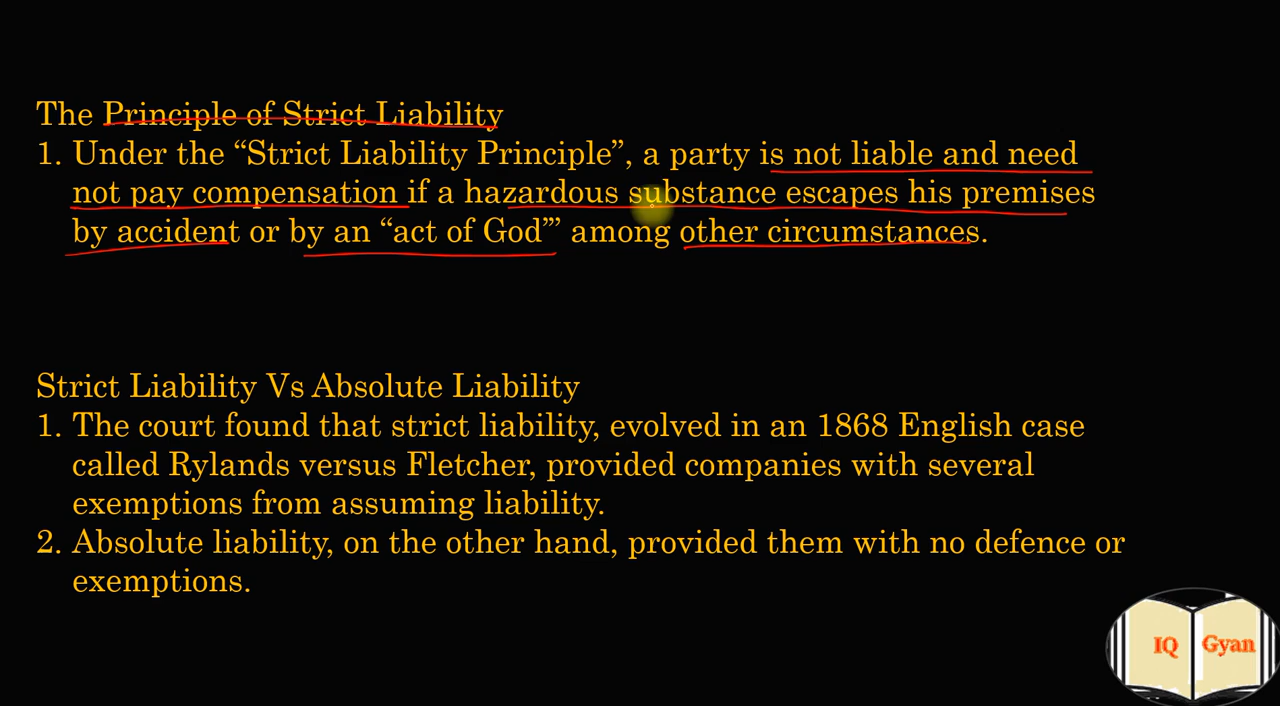 The Principle of Strict Liability
1. Under the “Strict Liability Principle”, a party is not liable and need
not pay compensation if a hazardous substance escapes his premises
by accident or by an “act of God”’ among other circumstances.
Strict Liability Vs Absolute Liability
1. The court found that strict liability, evolved in an 1868 English case
called Rylands versus Fletcher, provided companies with several
exemptions from assuming liability.
2. Absolute liability, on the other hand, provided them with no defence or
exemptions.
IQ Gyan